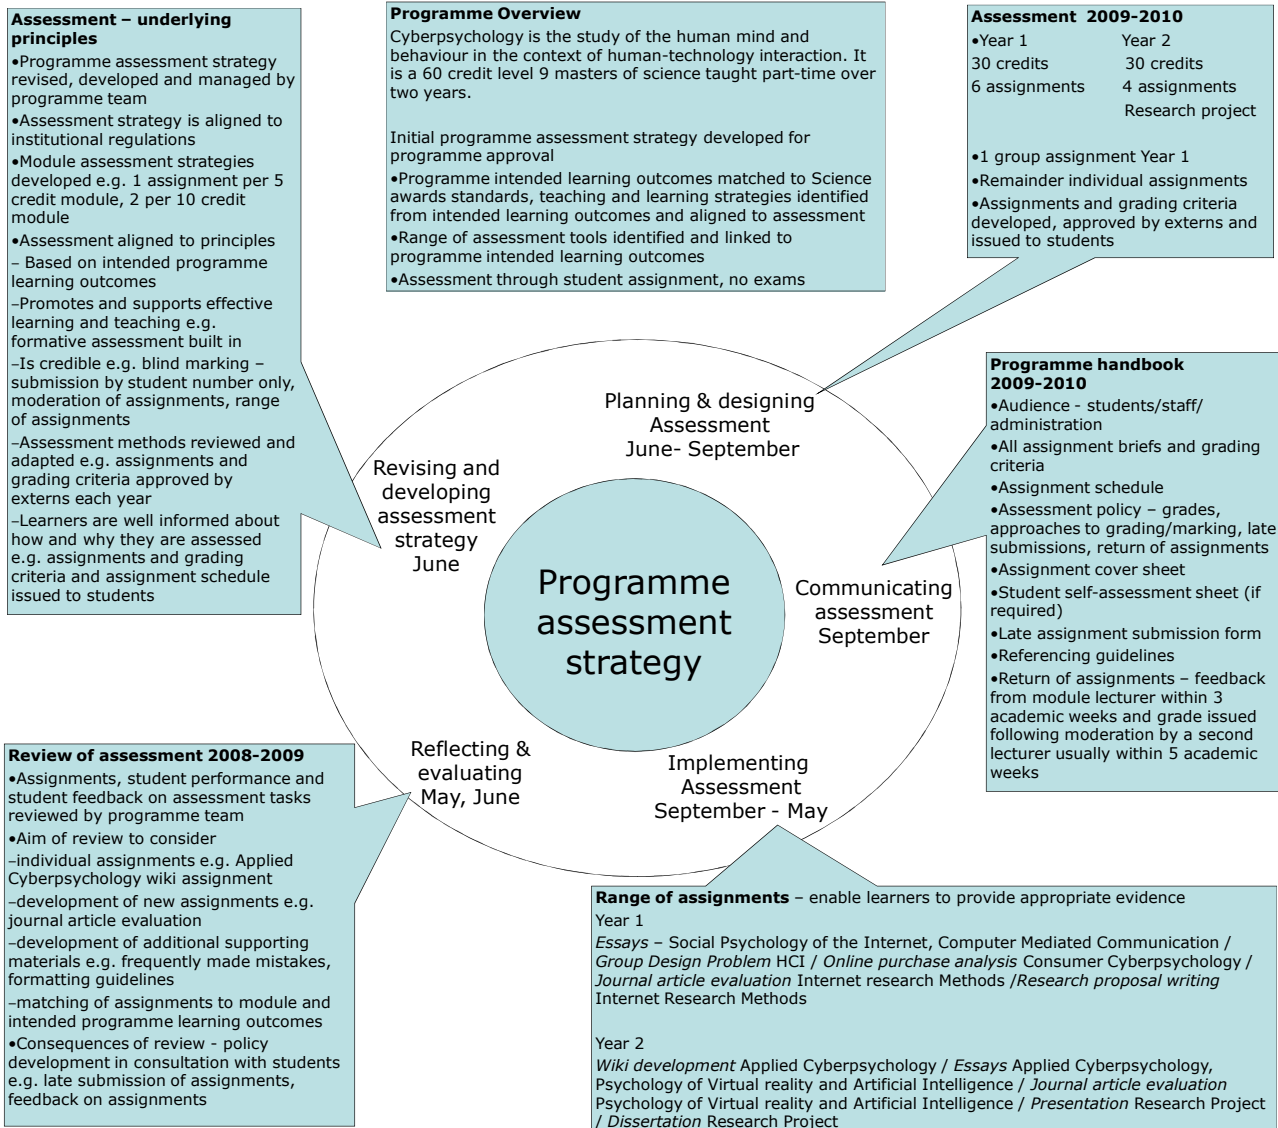 Assessment – underlying
principles
•Programme assessment strategy
revised, developed and managed by
programme team
•Assessment strategy is aligned to
institutional regulations
•Module assessment strategies
developed e.g. 1 assignment per 5
credit module, 2 per 10 credit
module
•Assessment aligned to principles
– Based on intended programme
learning outcomes
–Promotes and supports effective
learning and teaching e.g.
formative assessment built in
–Is credible e.g. blind marking –
submission by student number only,
moderation of assignments, range
of assignments
–Assessment methods reviewed and
adapted e.g. assignments and
grading criteria approved by
externs each year
–Learners are well informed about
how and why they are assessed
e.g. assignments and grading
criteria and assignment schedule
issued to students
Programme Overview
Cyberpsychology is the study of the human mind and
behaviour in the context of human-technology interaction. It
is a 60 credit level 9 masters of science taught part-time over
two years.
Initial programme assessment strategy developed for
programme approval
•Programme intended learning outcomes matched to Science
awards standards, teaching and learning strategies identified
from intended learning outcomes and aligned to assessment
•Range of assessment tools identified and linked to
programme intended learning outcomes
•Assessment through student assignment, no exams
Assessment 2009-2010
•Year 1 Year 2
30 credits 30 credits
6 assignments 4 assignments
Research project
•1 group assignment Year 1
•Remainder individual assignments
•Assignments and grading criteria
developed, approved by externs and
issued to students
Planning & designing
Assessment
June- September
Revising and
developing
assessment
strategy
June
Programme
assessment
strategy
Communicating
assessment
September
Reflecting &
evaluating
May, June
Implementing
Assessment
September - May
Programme handbook
2009-2010
•Audience - students/staff/
administration
•All assignment briefs and grading
criteria
•Assignment schedule
•Assessment policy – grades,
approaches to grading/marking, late
submissions, return of assignments
•Assignment cover sheet
•Student self-assessment sheet (if
required)
•Late assignment submission form
•Referencing guidelines
•Return of assignments – feedback
from module lecturer within 3
academic weeks and grade issued
following moderation by a second
lecturer usually within 5 academic
weeks
Review of assessment 2008-2009
•Assignments, student performance and
student feedback on assessment tasks
reviewed by programme team
•Aim of review to consider
–individual assignments e.g. Applied
Cyberpsychology wiki assignment
–development of new assignments e.g.
journal article evaluation
–development of additional supporting
materials e.g. frequently made mistakes,
formatting guidelines
–matching of assignments to module and
intended programme learning outcomes
•Consequences of review - policy
development in consultation with students
e.g. late submission of assignments,
feedback on assignments
Range of assignments – enable learners to provide appropriate evidence
Year 1
Essays – Social Psychology of the Internet, Computer Mediated Communication /
Group Design Problem HCI / Online purchase analysis Consumer Cyberpsychology /
Journal article evaluation Internet research Methods /Research proposal writing
Internet Research Methods
Year 2
Wiki development Applied Cyberpsychology / Essays Applied Cyberpsychology,
Psychology of Virtual reality and Artificial Intelligence / Journal article evaluation
Psychology of Virtual reality and Artificial Intelligence / Presentation Research Project
/ Dissertation Research Project